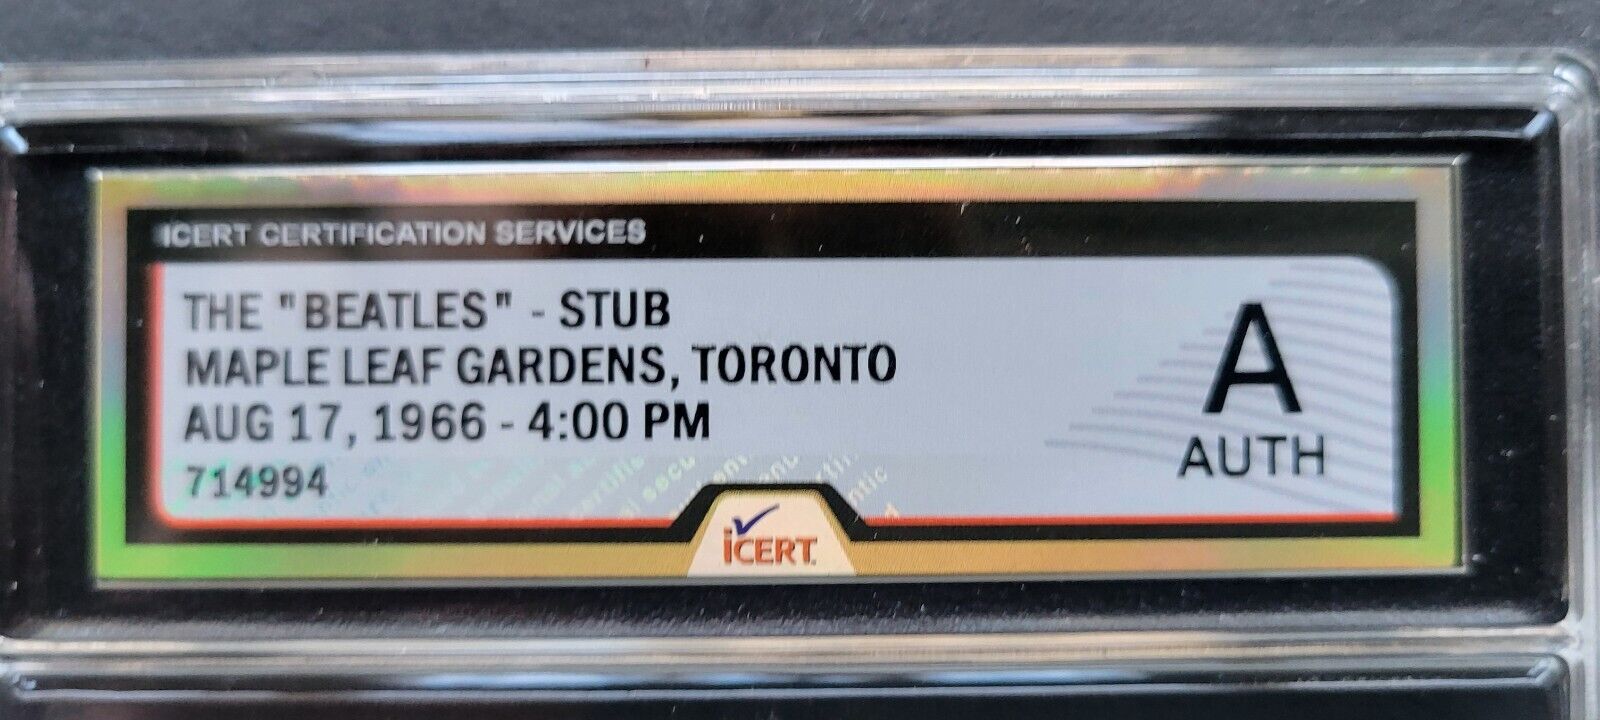 ICERT CERTIFICATION SERVICES
THE "BEATLES" - STUB
MAPLE LEAF GARDENS, TORONTO
AUG 17, 1966 - 4:00 PM
714994
A
AUTH
iCERT